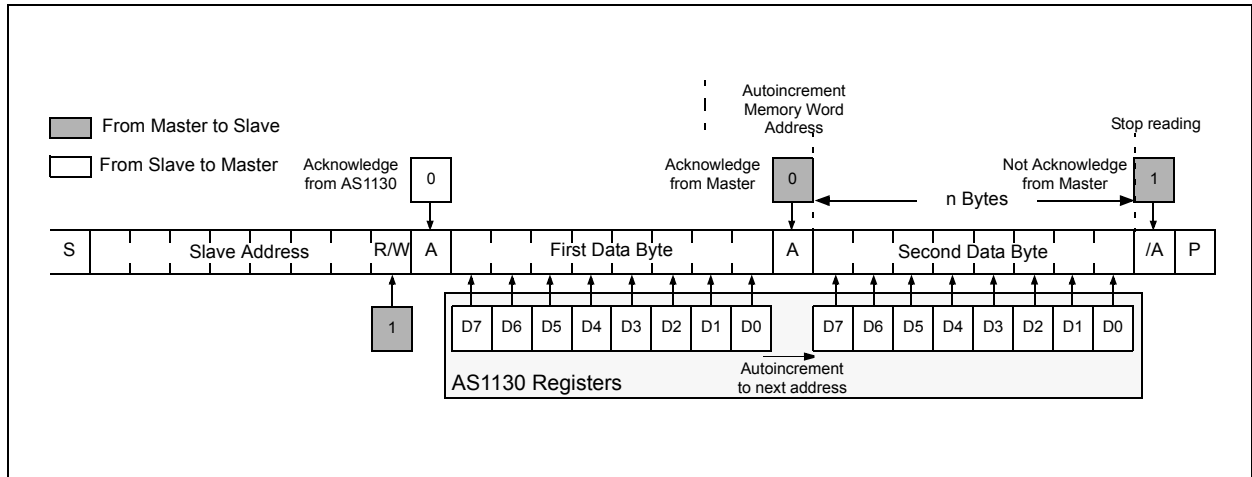 Autoincrement
Memory Word
Address
Stop reading
From Master to Slave
From Slave to Master
Acknowledge
from AS1130
0
Acknowledge
from Master
0
n Bytes
Not Acknowledge
from Master
1
S Slave Address R/W A First Data Byte A Second Data Byte /A P
1
D7 D6 D5 D4 D3 D2 D1 D0
D7 D6 D5 D4 D3 D2 D1 D0
Autoincrement
to next address
AS1130 Registers